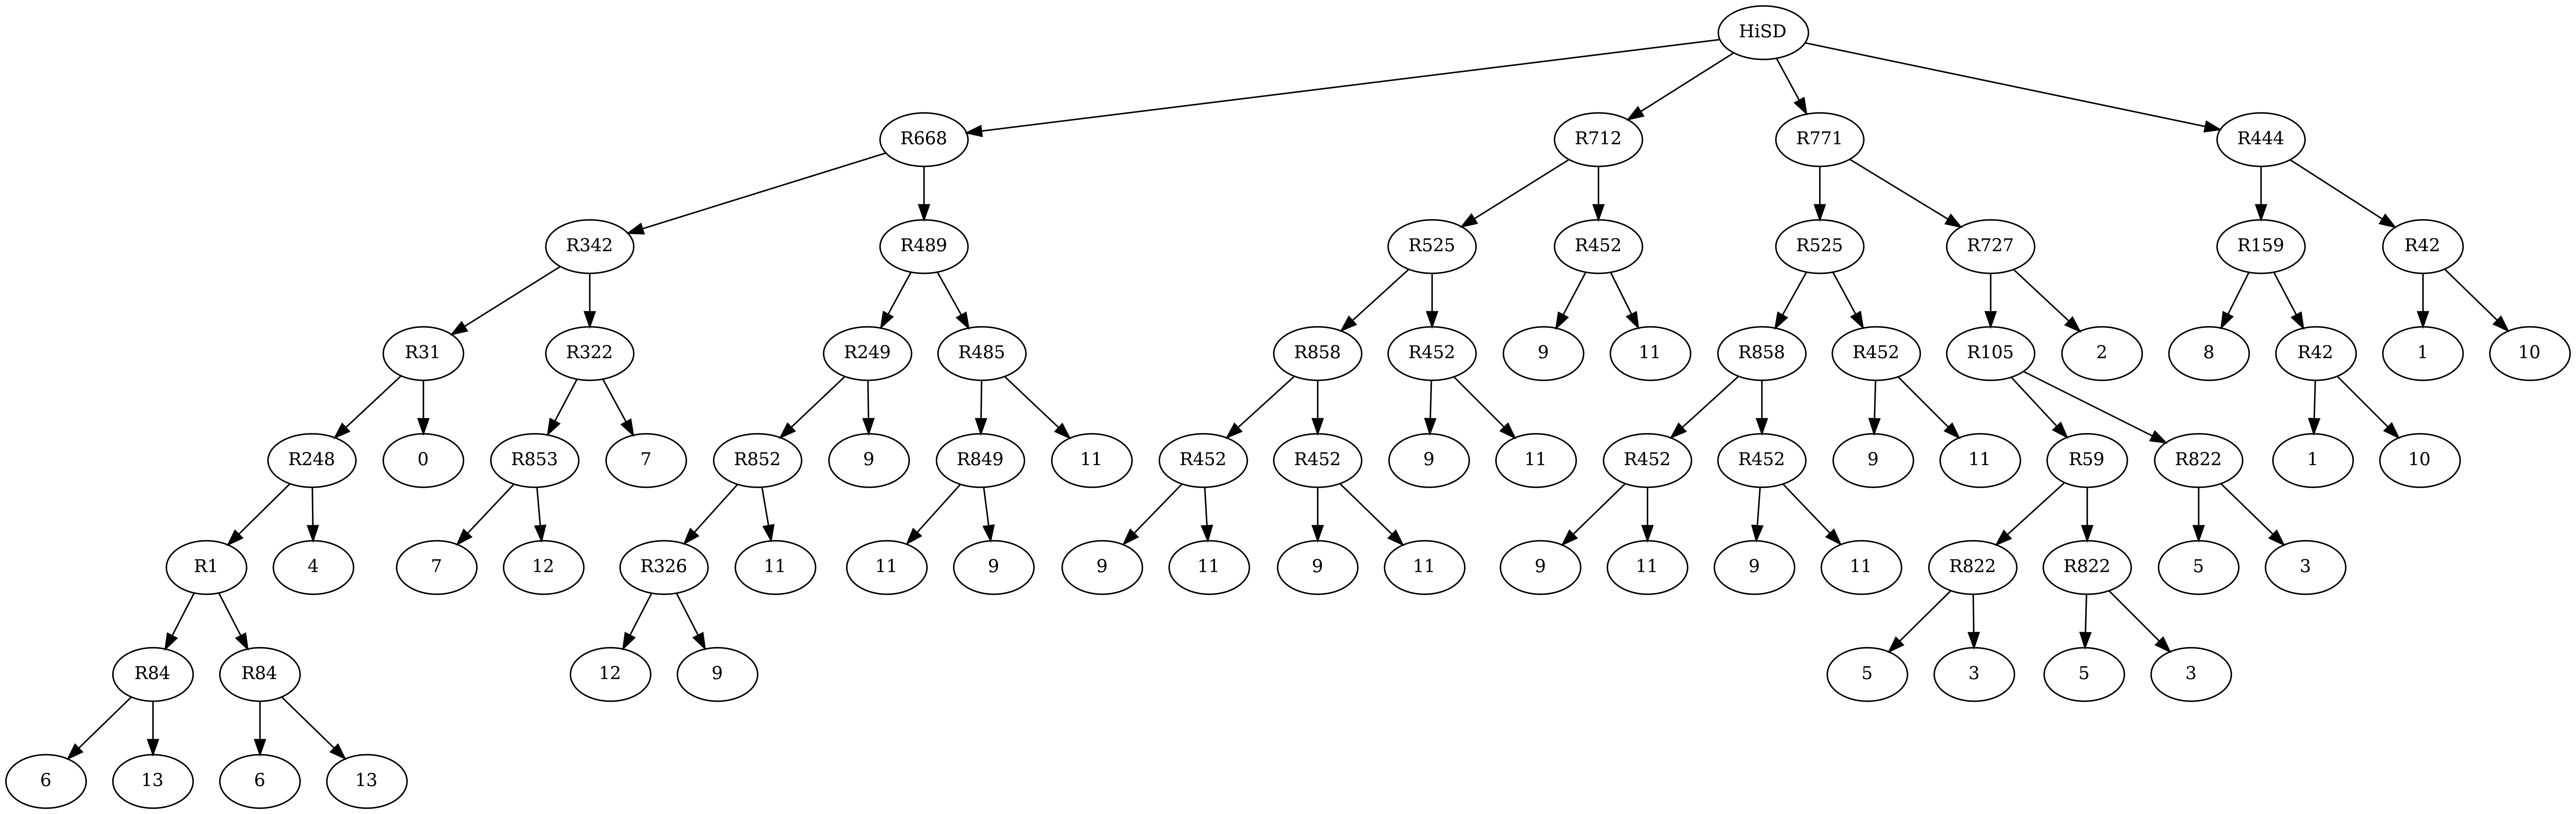 HiSD
R668 R712 R771 R444
R342 R489 R525 R452 R525 R727 R159 R42
R31 R322 R249 R485 R858 R452 9 11 R858 R452 R105 2 8 R42 1 10
R248 0 R853 7 R852 9 R849 11 R452 R452 9 11 R452 R452 9 11 R59 R822 1 10
R1 4 7 12 R326 11 11 9 9 11 9 11 9 11 9 11 R822 R822 5 3
R84 R84 12 9 5 3 5 3
6 13 6 13